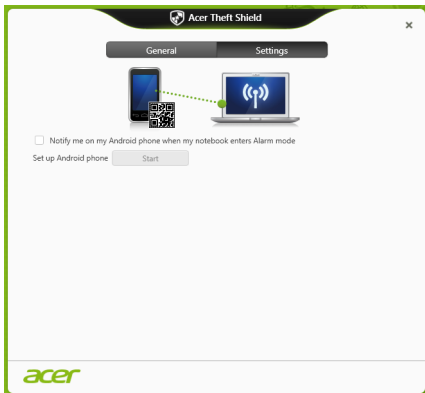 Acer Theft Shield
General Settings
Notify me on my Android phone when my notebook enters Alarm mode
Set up Android phone Start
acer